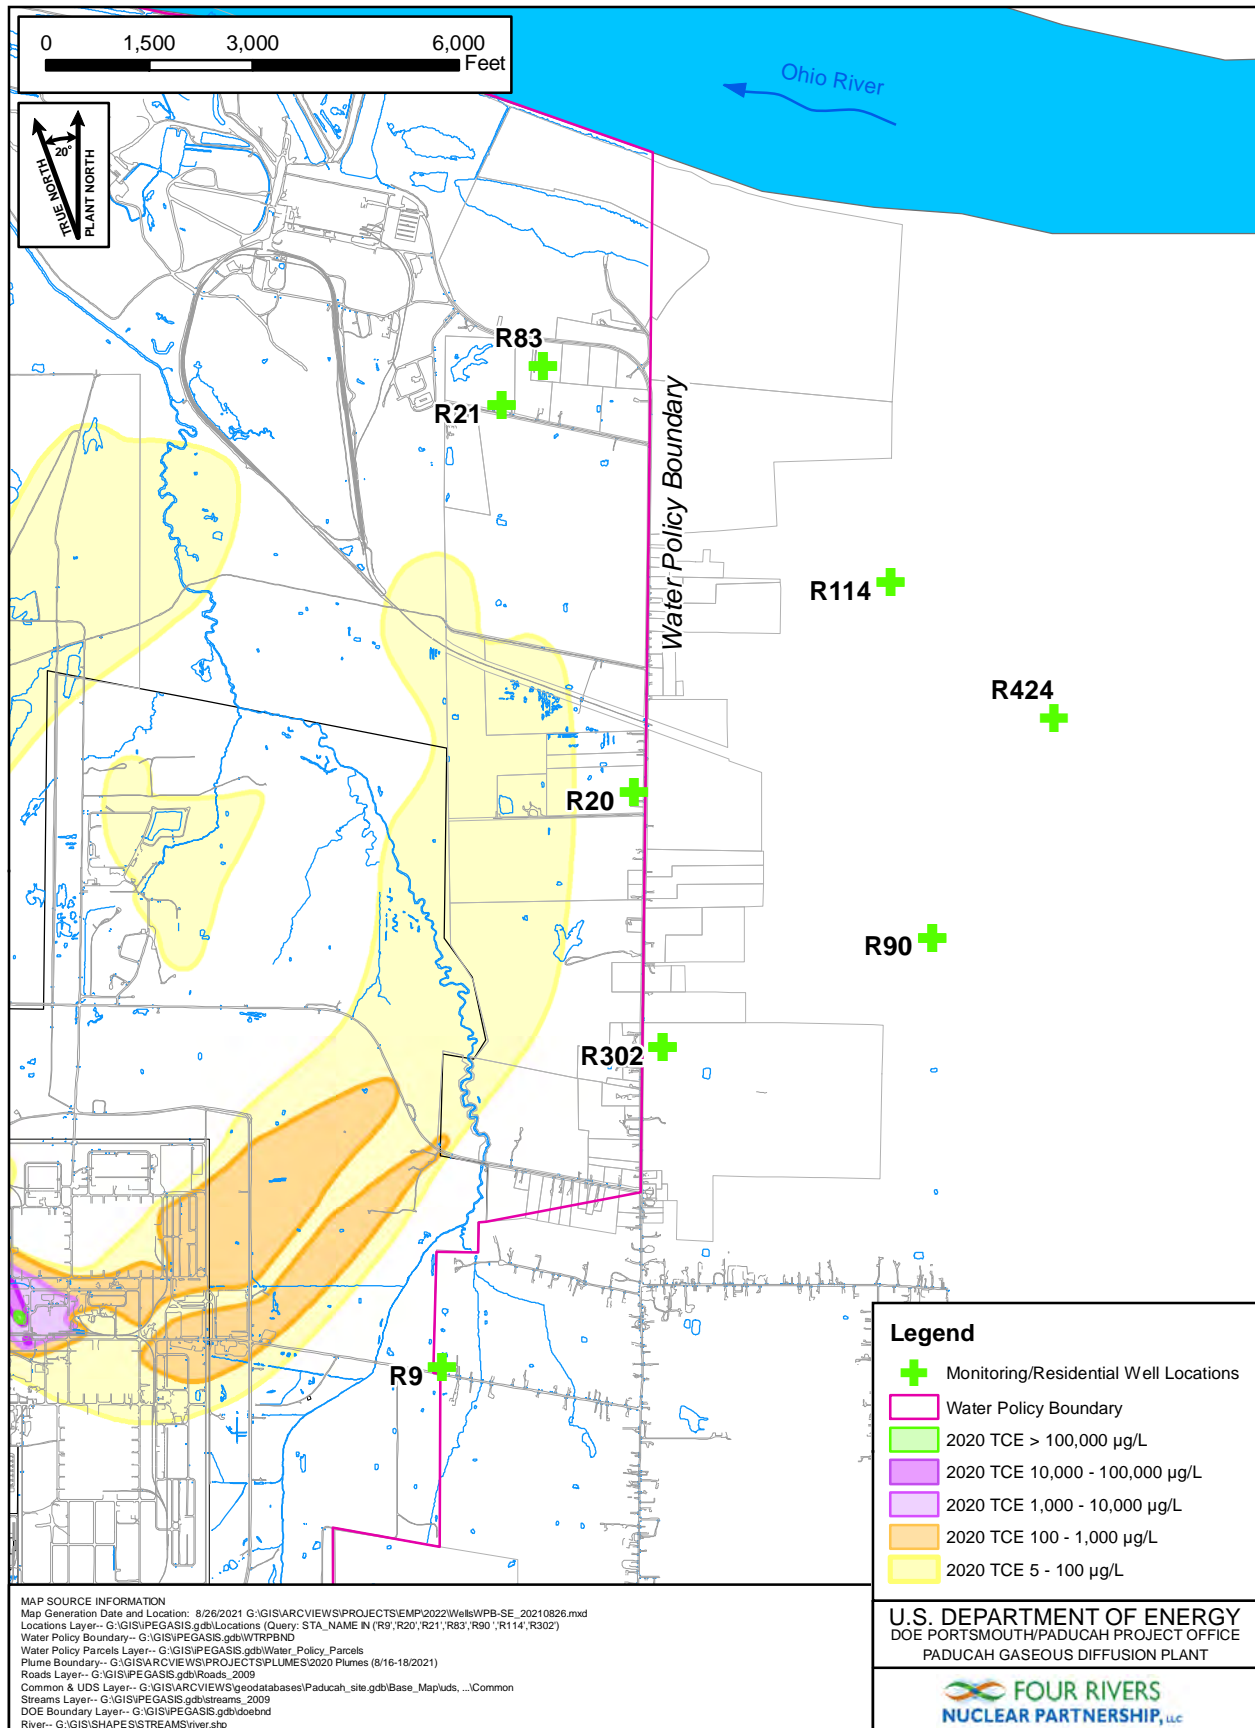 0 1,500 3,000 6,000
Feet
Ohio River
20°
TRUE NORTH
PLANT NORTH
R83
R21
Water Policy Boundary
R114
R424
R20
R90
R302
R9
Legend
Monitoring/Residential Well Locations
Water Policy Boundary
2020 TCE > 100,000 µg/L
2020 TCE 10,000 - 100,000 µg/L
2020 TCE 1,000 - 10,000 µg/L
2020 TCE 100 - 1,000 µg/L
2020 TCE 5 - 100 µg/L
MAP SOURCE INFORMATION
Map Generation Date and Location: 8/26/2021 G:\GIS\ARCVIEWS\PROJECTS\EMP\2022\WellsWPB-SE_20210826.mxd
Locations Layer-- G:\GIS\IPEGASIS.gdb\Locations (Query: STA_NAME IN ('R9','R20','R21','R83','R90 ','R114','R302')
Water Policy Boundary-- G:\GIS\IPEGASIS.gdb\WTRPBND
Water Policy Parcels Layer-- G:\GIS\IPEGASIS.gdb\Water_Policy_Parcels
Plume Boundary-- G:\GIS\ARCVIEWS\PROJECTS\PLUMES\2020 Plumes (8/16-18/2021)
Roads Layer-- G:\GIS\IPEGASIS.gdb\Roads_2009
Common & UDS Layer-- G:\GIS\ARCVIEWS\geodatabases\Paducah_site.gdb\Base_Map\uds, ...\Common
Streams Layer-- G:\GIS\IPEGASIS.gdb\streams_2009
DOE Boundary Layer-- G:\GIS\IPEGASIS.gdb\doebnd
River-- G:\GIS\SHAPES\STREAMS\river.shp
U.S. DEPARTMENT OF ENERGY
DOE PORTSMOUTH/PADUCAH PROJECT OFFICE
PADUCAH GASEOUS DIFFUSION PLANT
FOUR RIVERS
NUCLEAR PARTNERSHIP, LLC